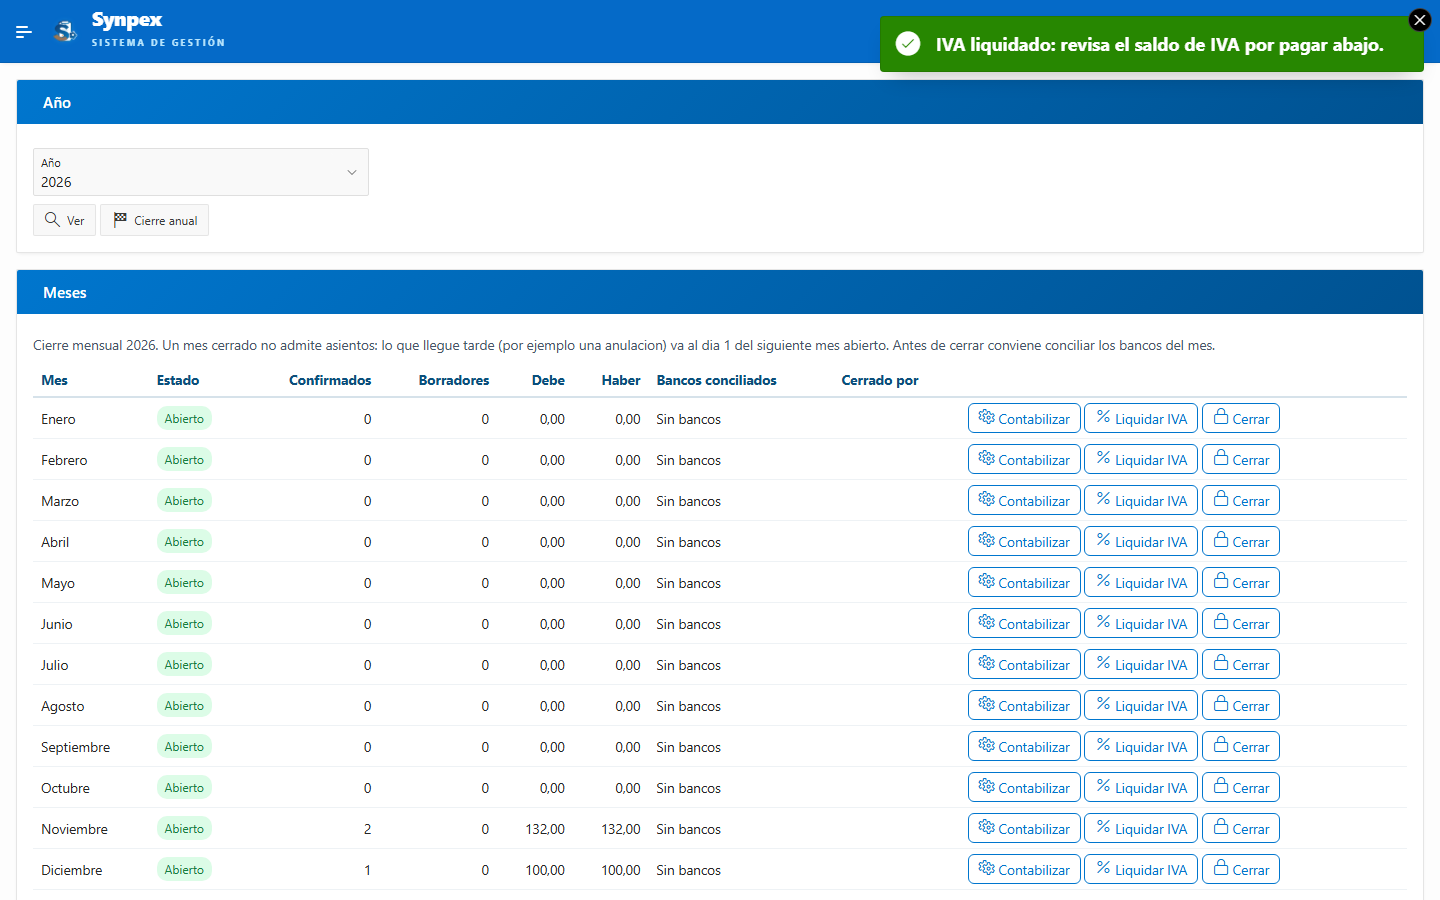 Synpex
SISTEMA DE GESTIÓN
IVA liquidado: revisa el saldo de IVA por pagar abajo.
Año
Año
2026
Ver
Cierre anual
Meses
Cierre mensual 2026. Un mes cerrado no admite asientos: lo que llegue tarde (por ejemplo una anulacion) va al dia 1 del siguiente mes abierto. Antes de cerrar conviene conciliar los bancos del mes.
Mes Estado Confirmados Borradores Debe Haber Bancos conciliados Cerrado por
Enero Abierto 0 0 0,00 0,00 Sin bancos Contabilizar Liquidar IVA Cerrar
Febrero Abierto 0 0 0,00 0,00 Sin bancos Contabilizar Liquidar IVA Cerrar
Marzo Abierto 0 0 0,00 0,00 Sin bancos Contabilizar Liquidar IVA Cerrar
Abril Abierto 0 0 0,00 0,00 Sin bancos Contabilizar Liquidar IVA Cerrar
Mayo Abierto 0 0 0,00 0,00 Sin bancos Contabilizar Liquidar IVA Cerrar
Junio Abierto 0 0 0,00 0,00 Sin bancos Contabilizar Liquidar IVA Cerrar
Julio Abierto 0 0 0,00 0,00 Sin bancos Contabilizar Liquidar IVA Cerrar
Agosto Abierto 0 0 0,00 0,00 Sin bancos Contabilizar Liquidar IVA Cerrar
Septiembre Abierto 0 0 0,00 0,00 Sin bancos Contabilizar Liquidar IVA Cerrar
Octubre Abierto 0 0 0,00 0,00 Sin bancos Contabilizar Liquidar IVA Cerrar
Noviembre Abierto 2 0 132,00 132,00 Sin bancos Contabilizar Liquidar IVA Cerrar
Diciembre Abierto 1 0 100,00 100,00 Sin bancos Contabilizar Liquidar IVA Cerrar